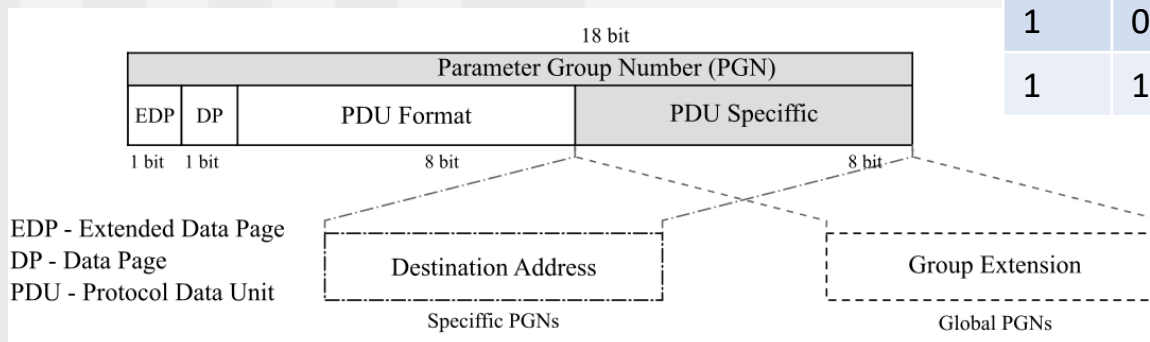 1 0
1 1
18 bit
Parameter Group Number (PGN)
EDP DP PDU Format PDU Speciffic
1 bit 1 bit 8 bit 8 bit
EDP - Extended Data Page
DP - Data Page
PDU - Protocol Data Unit
Destination Address
Group Extension
Speciffic PGNs
Global PGNs